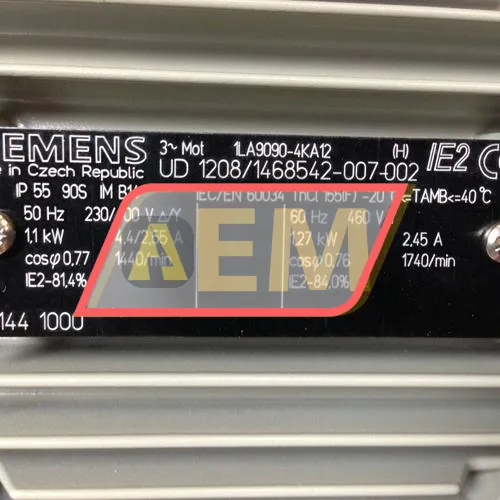 IEMENS 3~ Mot 1LA9090-4KA12 (H) IE2 C
e in Czech Republic UD 1208/1468542-007-002
IP 55 90S IM B14 IEC/EN 60034 Th.Cl. 155(F) -20°C<=TAMB<=40°C
50 Hz 230/400 V Δ/Y 60 Hz 460 V
1,1 kW 4,4/2,55 A 1,27 kW 2,45 A
cosφ 0,77 1440/min cosφ 0,76 1740/min
IE2-81,4% IE2-84,0%
144 1000
AEM